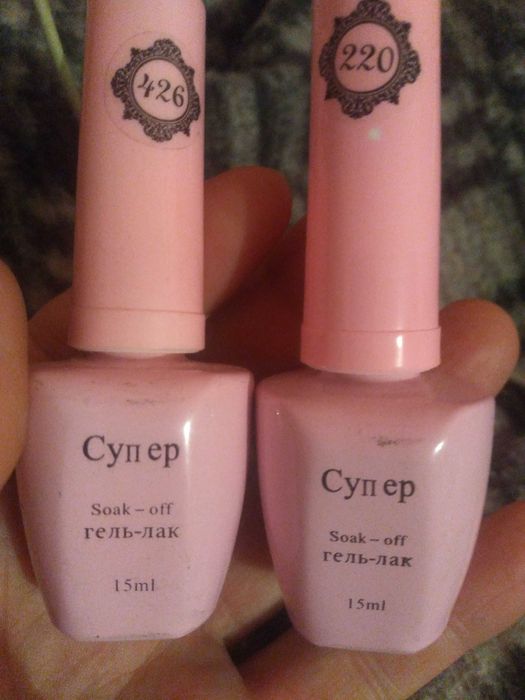 426
Супер
Soak – off
гель-лак
15ml
220
Супер
Soak – off
гель-лак
15ml